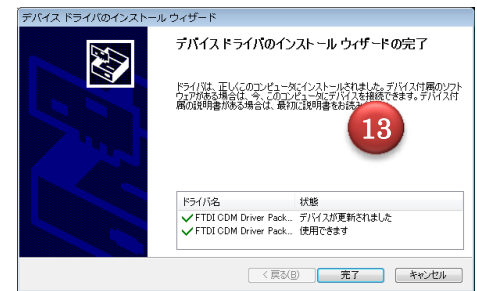 デバイス ドライバのインストール ウィザード
デバイス ドライバのインストール ウィザードの完了
ドライバは、正しくこのコンピュータにインストールされました。デバイス付属のソフト
ウェアがある場合は、今、このコンピュータにデバイスを接続できます。デバイス付
属の説明書がある場合は、最初に説明書をお読み
13
ドライバ名 状態
FTDI CDM Driver Pack... デバイスが更新されました
FTDI CDM Driver Pack... 使用できます
< 戻る(B) 完了 キャンセル